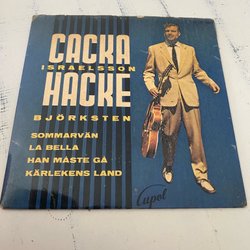 CACKA
ISRAELSSON
HACKE
BJÖRKSTEN
SOMMARVÄN
LA BELLA
HAN MÅSTE GÅ
KÄRLEKENS LAND
Cupol